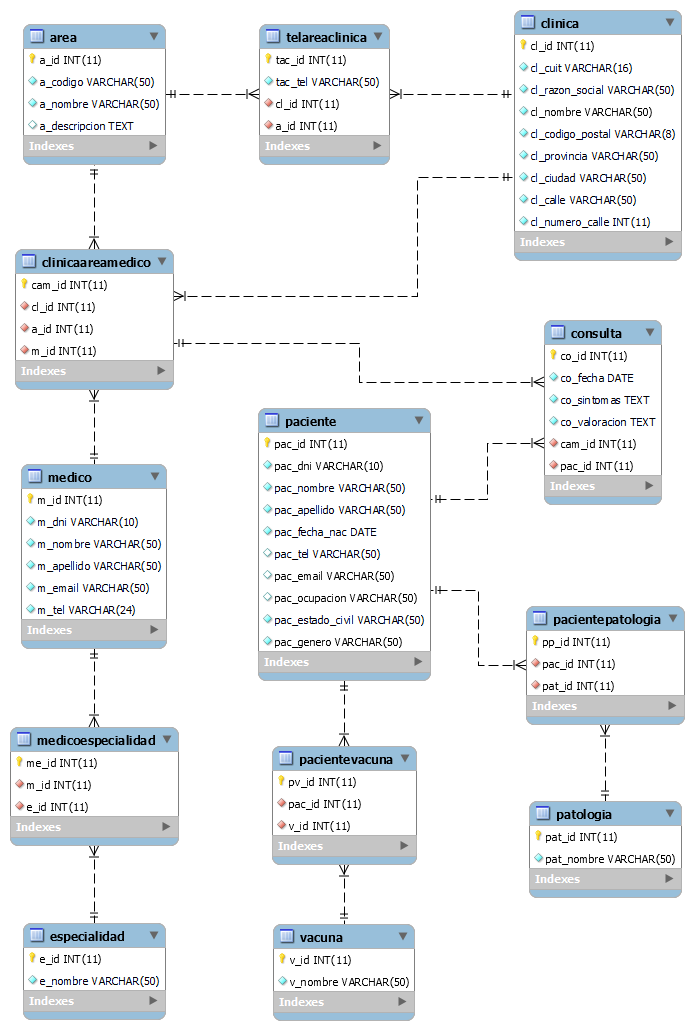 area
a_id INT(11)
a_codigo VARCHAR(50)
a_nombre VARCHAR(50)
a_descripcion TEXT
Indexes
telareaclinica
tac_id INT(11)
tac_tel VARCHAR(50)
cl_id INT(11)
a_id INT(11)
Indexes
clinica
cl_id INT(11)
cl_cuit VARCHAR(16)
cl_razon_social VARCHAR(50)
cl_nombre VARCHAR(50)
cl_codigo_postal VARCHAR(8)
cl_provincia VARCHAR(50)
cl_ciudad VARCHAR(50)
cl_calle VARCHAR(50)
cl_numero_calle INT(11)
Indexes
clinicaareamedico
cam_id INT(11)
cl_id INT(11)
a_id INT(11)
m_id INT(11)
Indexes
consulta
co_id INT(11)
co_fecha DATE
co_sintomas TEXT
co_valoracion TEXT
cam_id INT(11)
pac_id INT(11)
Indexes
paciente
pac_id INT(11)
pac_dni VARCHAR(10)
pac_nombre VARCHAR(50)
pac_apellido VARCHAR(50)
pac_fecha_nac DATE
pac_tel VARCHAR(50)
pac_email VARCHAR(50)
pac_ocupacion VARCHAR(50)
pac_estado_civil VARCHAR(50)
pac_genero VARCHAR(50)
Indexes
medico
m_id INT(11)
m_dni VARCHAR(10)
m_nombre VARCHAR(50)
m_apellido VARCHAR(50)
m_email VARCHAR(50)
m_tel VARCHAR(24)
Indexes
pacientepatologia
pp_id INT(11)
pac_id INT(11)
pat_id INT(11)
Indexes
medicoespecialidad
me_id INT(11)
m_id INT(11)
e_id INT(11)
Indexes
pacientevacuna
pv_id INT(11)
pac_id INT(11)
v_id INT(11)
Indexes
patologia
pat_id INT(11)
pat_nombre VARCHAR(50)
Indexes
especialidad
e_id INT(11)
e_nombre VARCHAR(50)
Indexes
vacuna
v_id INT(11)
v_nombre VARCHAR(50)
Indexes